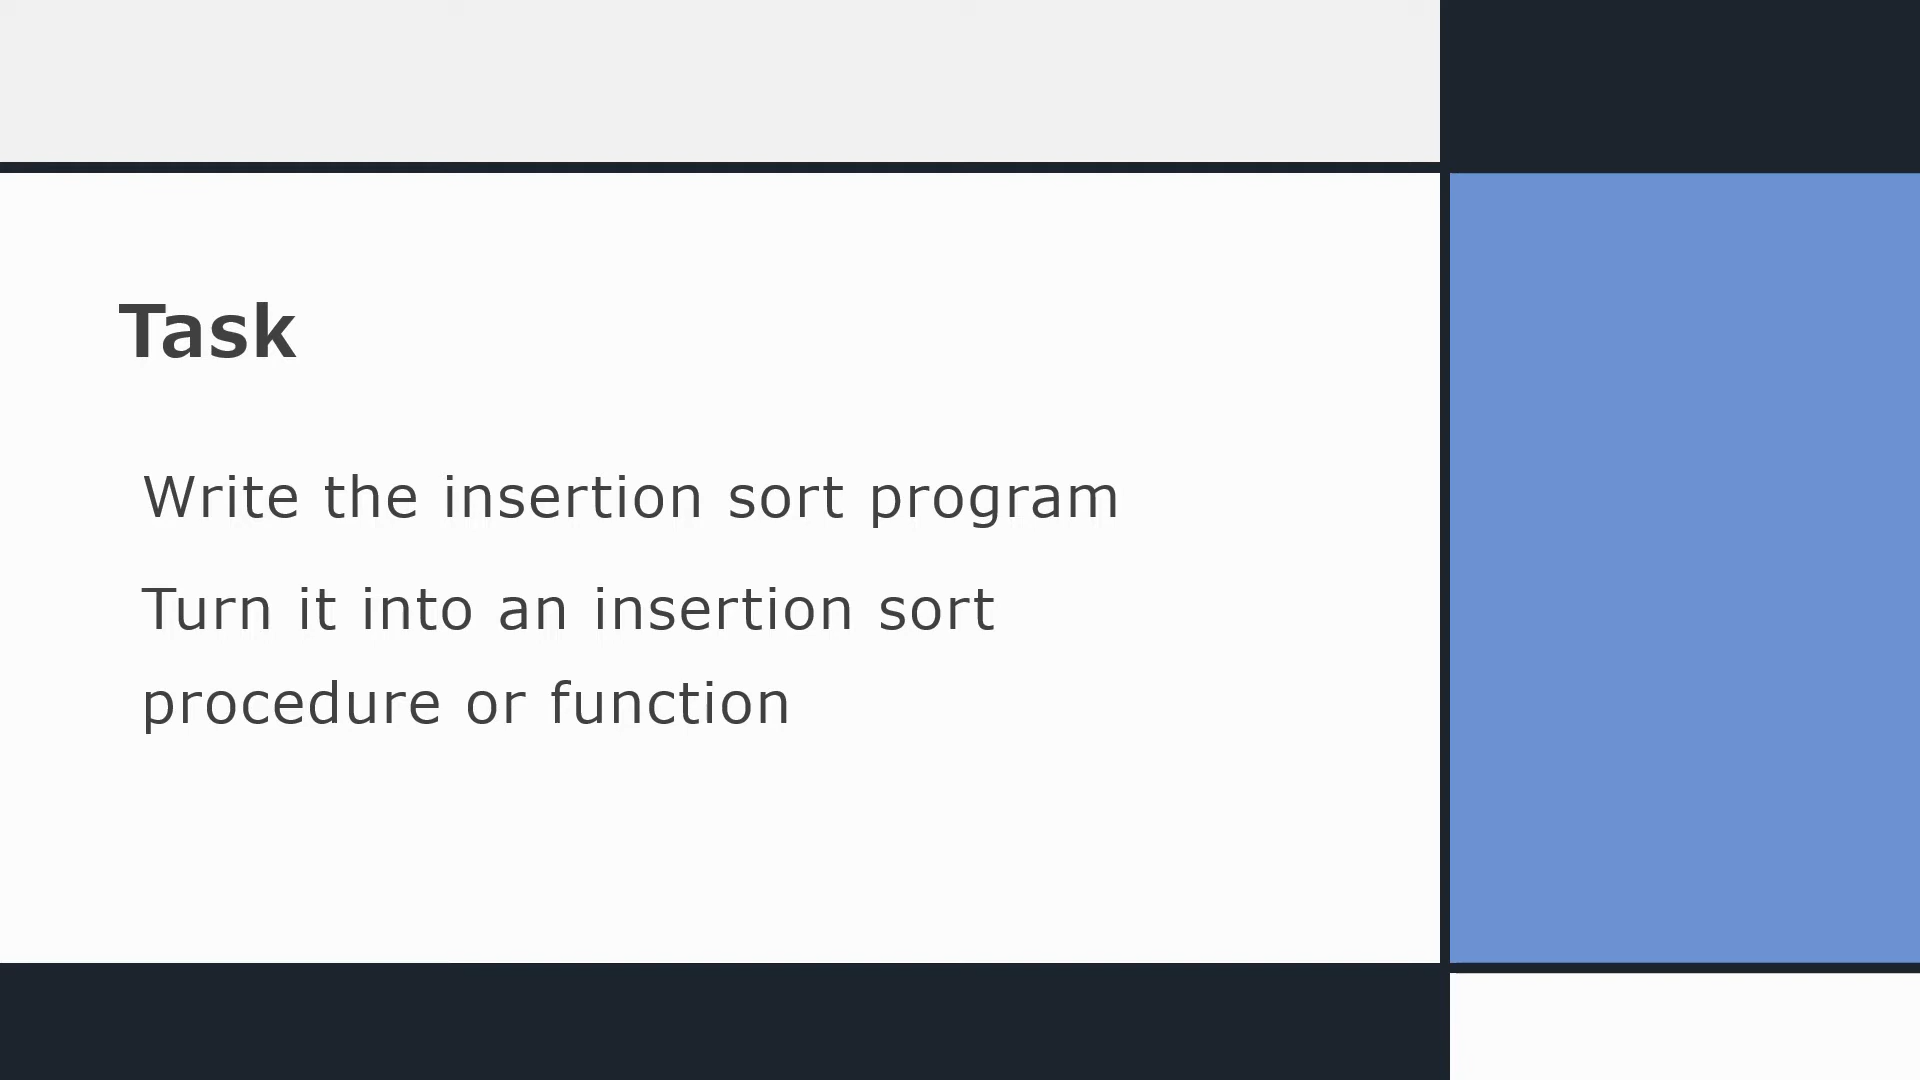 Task
Write the insertion sort program
Turn it into an insertion sort
procedure or function